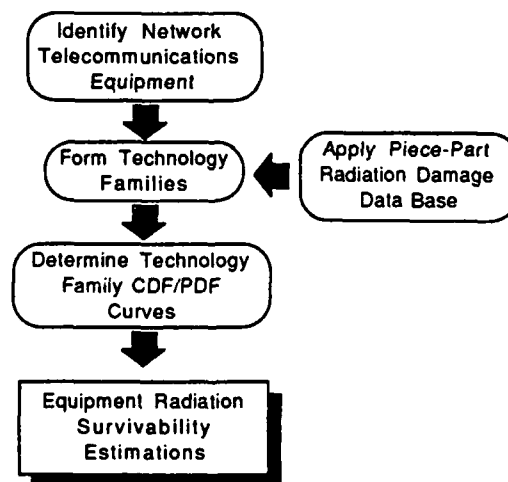 Identify Network
Telecommunications
Equipment
Form Technology
Families
Apply Piece-Part
Radiation Damage
Data Base
Determine Technology
Family CDF/PDF
Curves
Equipment Radiation
Survivability
Estimations